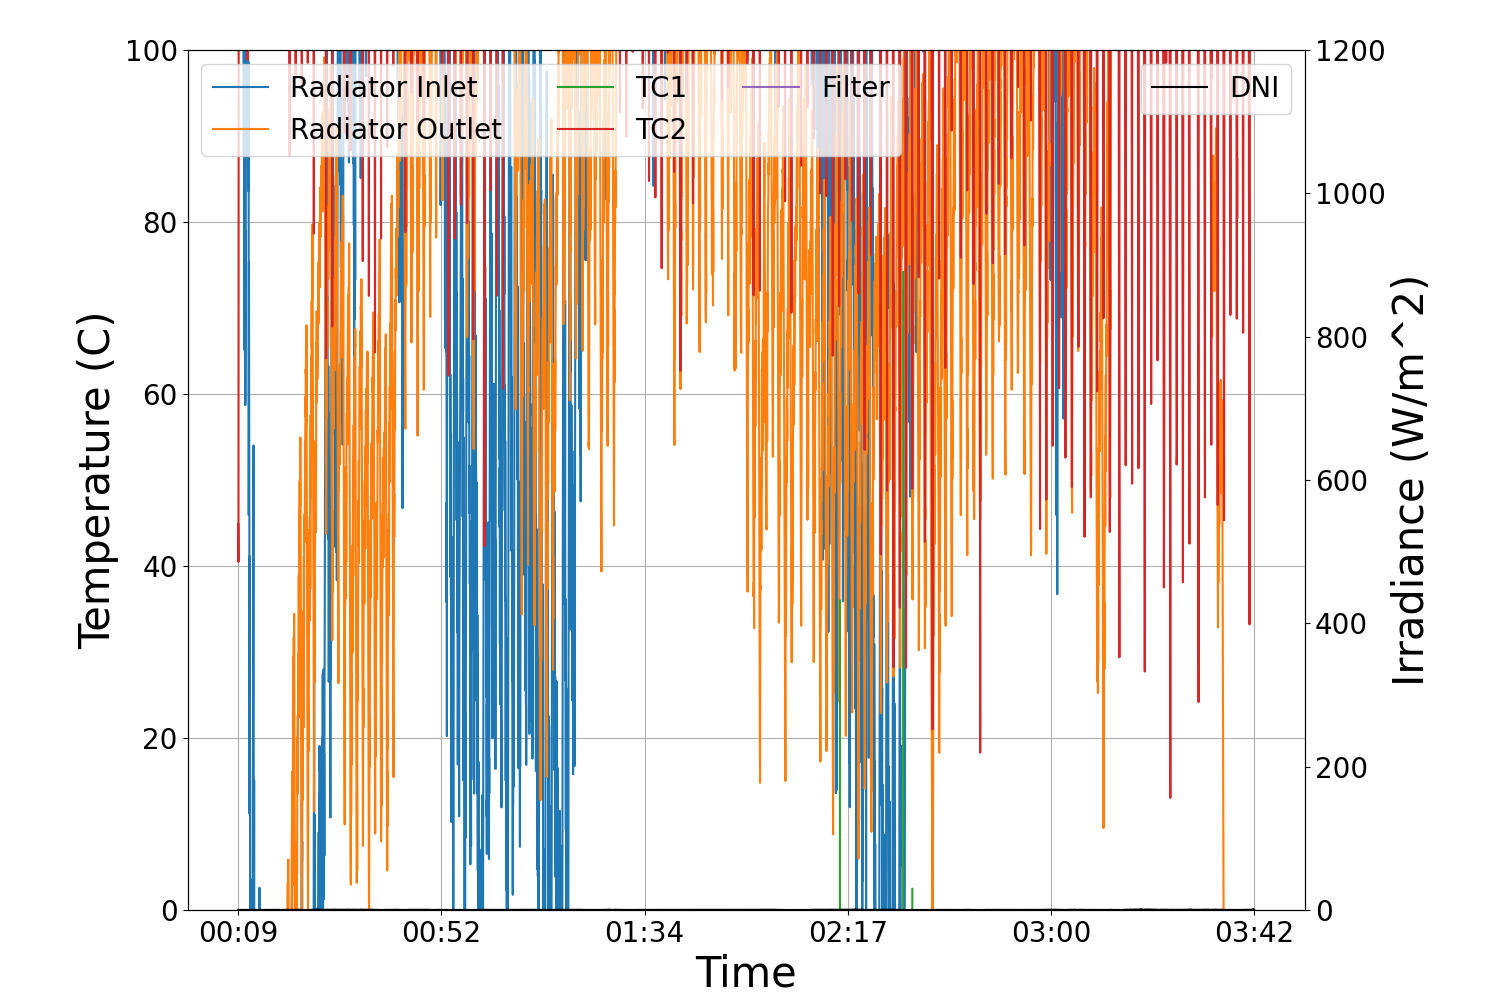 100
80
60
40
20
0
Temperature (C)
Radiator Inlet
Radiator Outlet
TC1
TC2
Filter
DNI
1200
1000
800
600
400
200
0
Irradiance (W/m^2)
00:09 00:52 01:34 02:17 03:00 03:42
Time